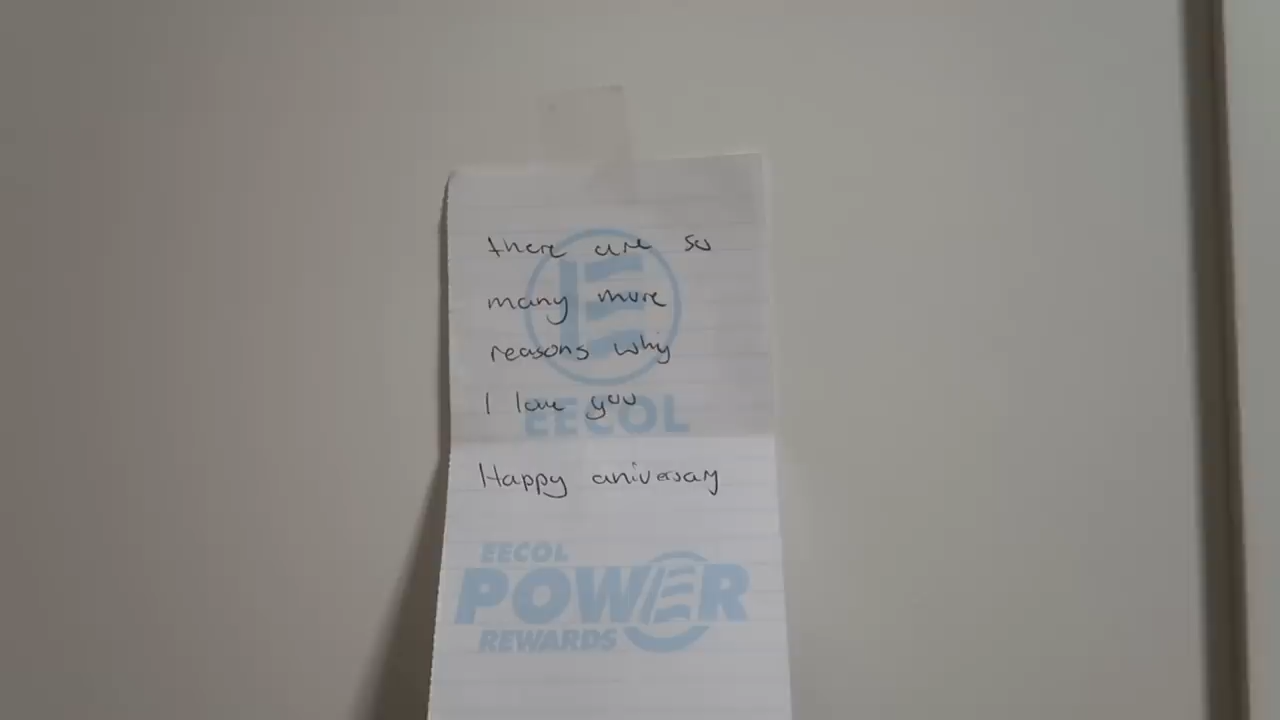 there are so
many more
reasons why
I love you
EECOL
Happy aniversary
EECOL
POWER
REWARDS